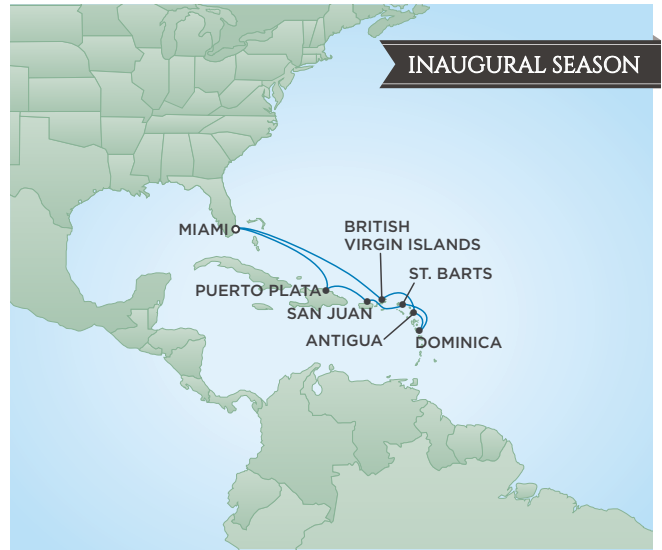 INAUGURAL SEASON
MIAMI
BRITISH
VIRGIN ISLANDS
ST. BARTS
PUERTO PLATA
SAN JUAN
ANTIGUA
DOMINICA